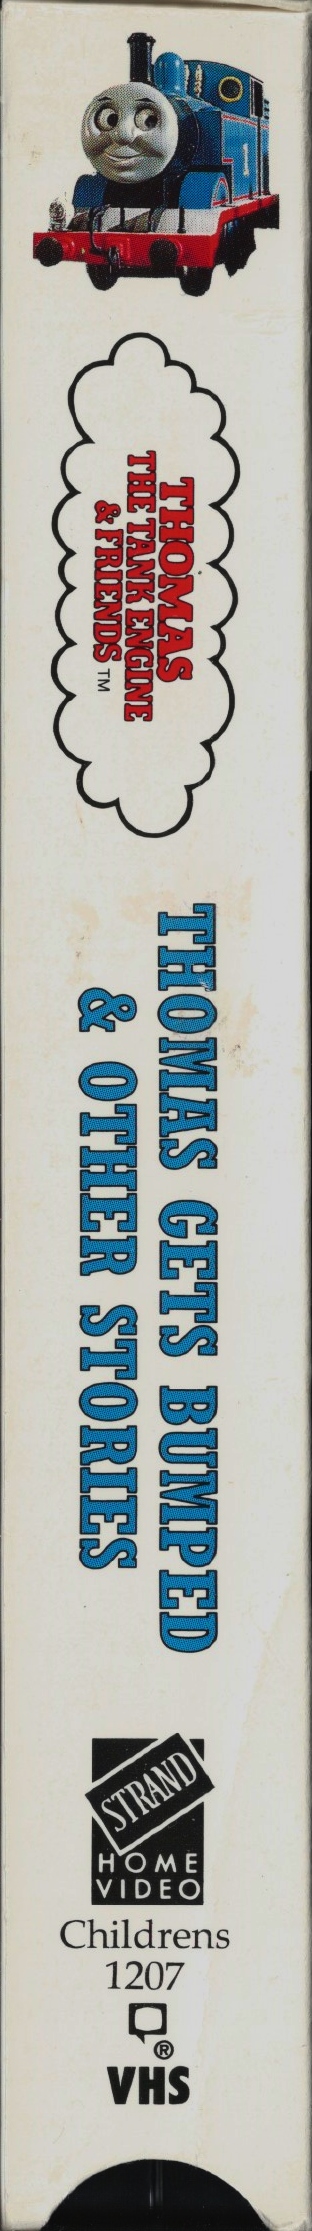 1
THOMAS
THE TANK ENGINE
& FRIENDS™
THOMAS GETS BUMPED
& OTHER STORIES
STRAND
HOME
VIDEO
Childrens
1207
®
VHS